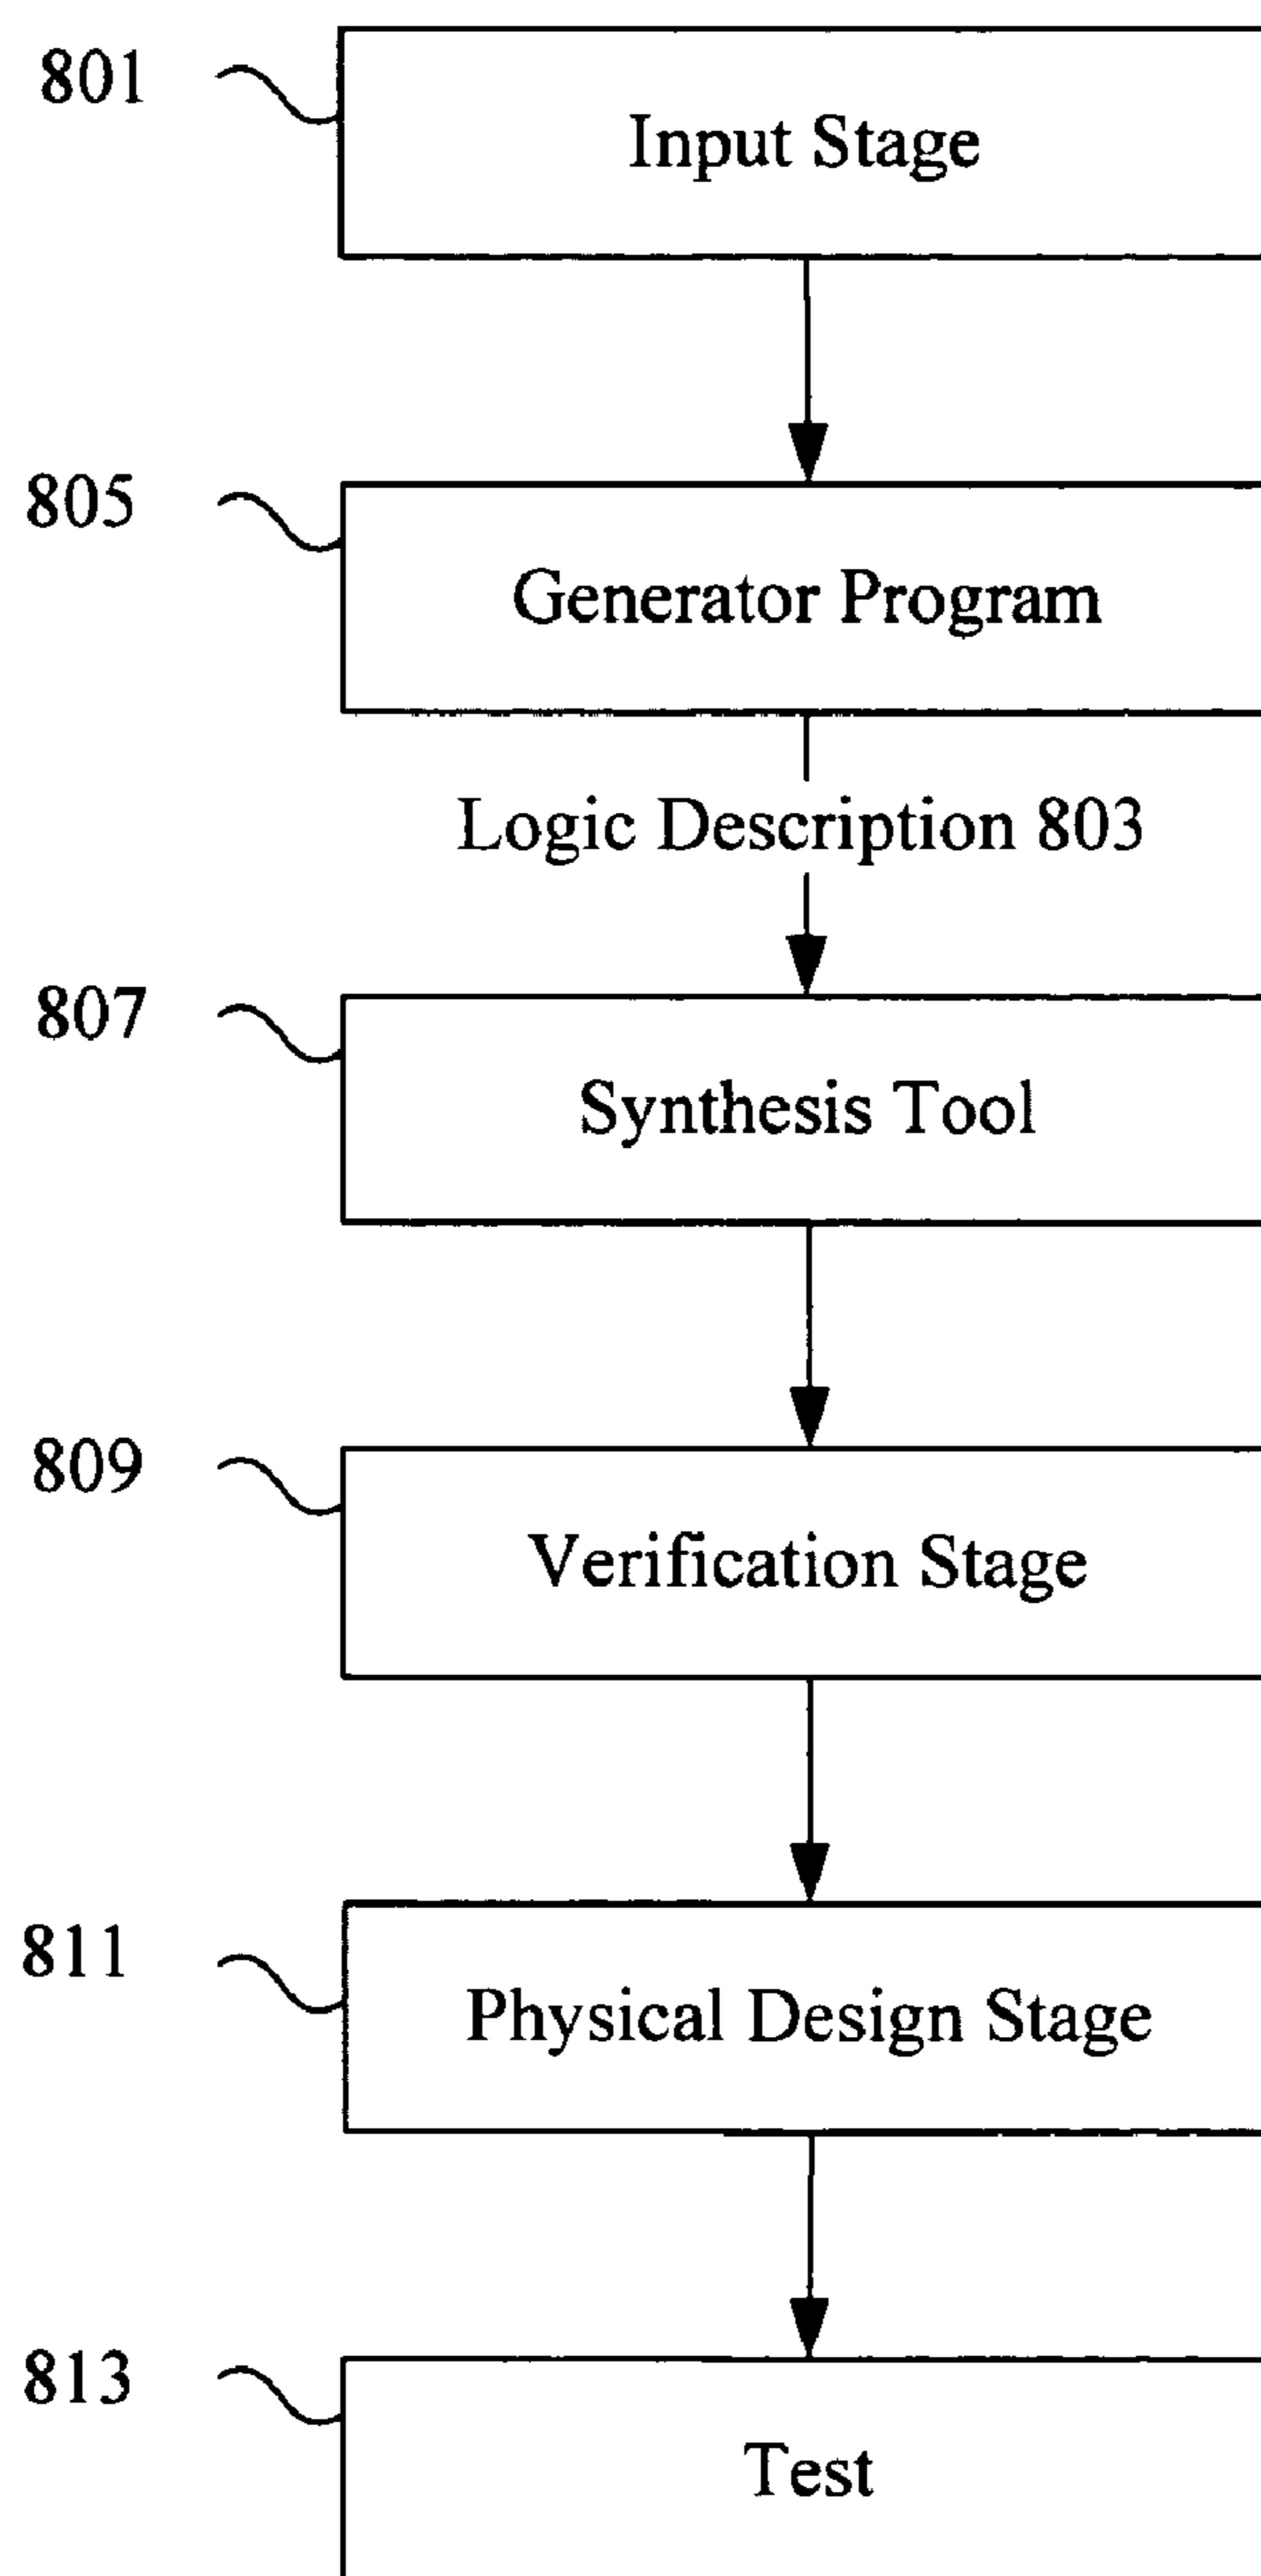 801
Input Stage
805
Generator Program
Logic Description 803
807
Synthesis Tool
809
Verification Stage
811
Physical Design Stage
813
Test